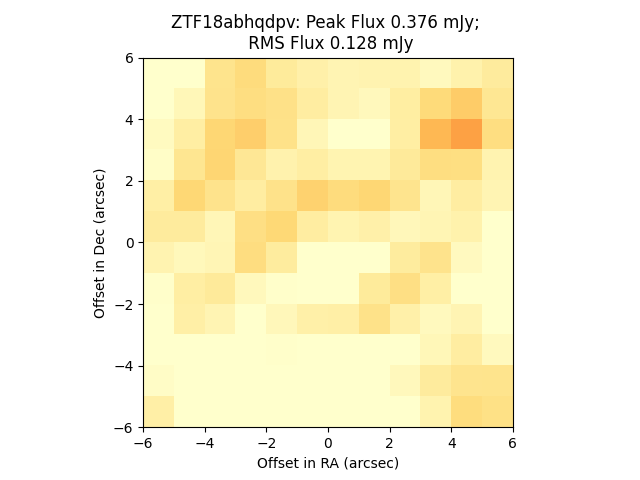 ZTF18abhqdpv: Peak Flux 0.376 mJy;
RMS Flux 0.128 mJy
6
4
2
0
−2
−4
−6
Offset in Dec (arcsec)
−6 −4 −2 0 2 4 6
Offset in RA (arcsec)